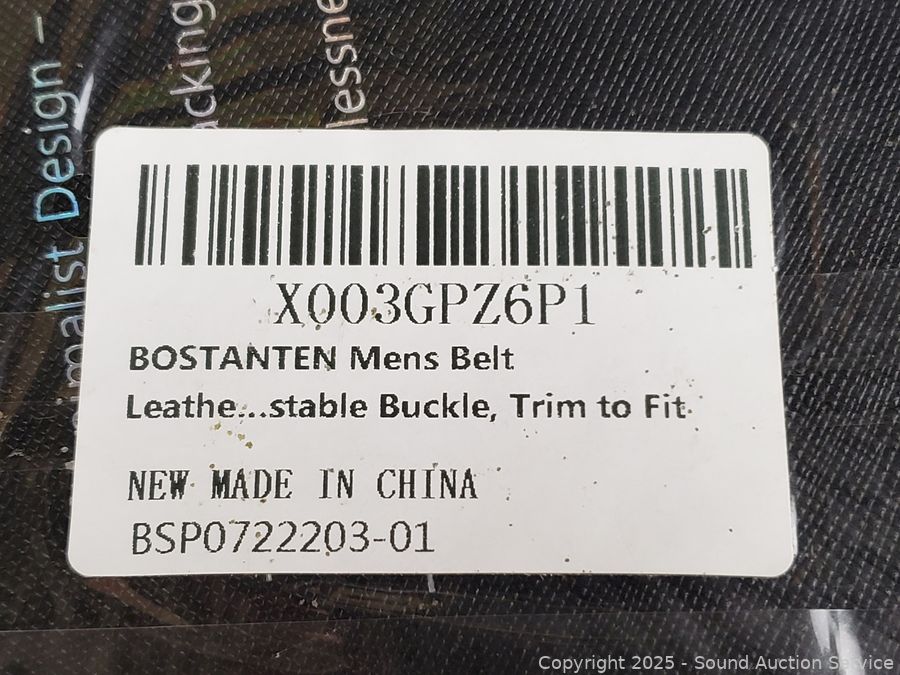 Design –
X003GPZ6P1
BOSTANTEN Mens Belt
Leathe...stable Buckle, Trim to Fit
NEW MADE IN CHINA
BSP0722203-01
Copyright 2025 - Sound Auction Service